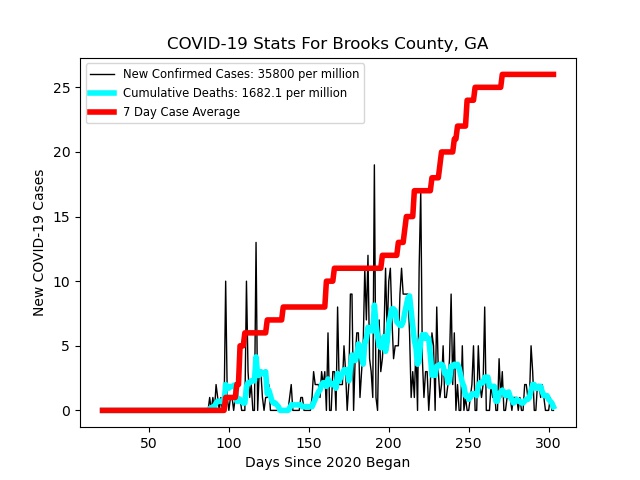 COVID-19 Stats For Brooks County, GA
New Confirmed Cases: 35800 per million
Cumulative Deaths: 1682.1 per million
7 Day Case Average
New COVID-19 Cases
25
20
15
10
5
0
50
100
150
200
250
300
Days Since 2020 Began